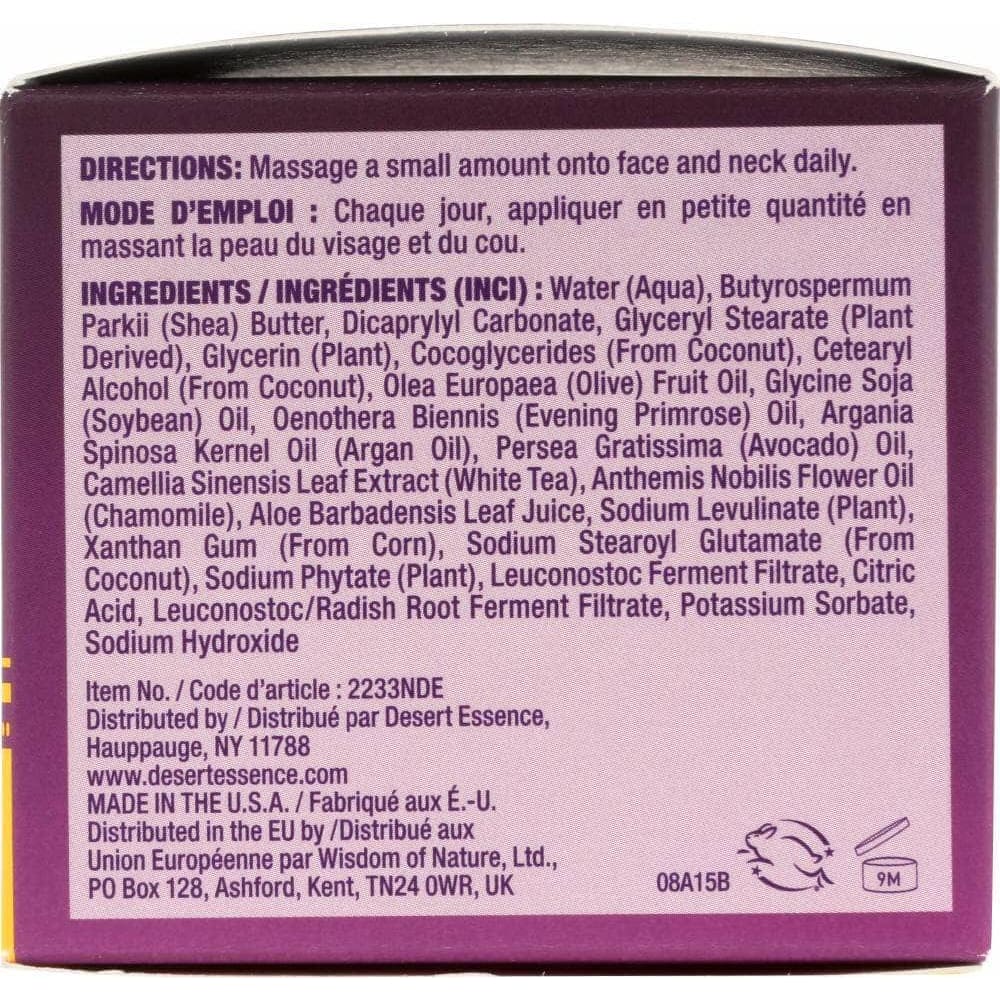 DIRECTIONS: Massage a small amount onto face and neck daily.
MODE D'EMPLOI : Chaque jour, appliquer en petite quantité en
massant la peau du visage et du cou.
INGREDIENTS / INGRÉDIENTS (INCI) : Water (Aqua), Butyrospermum
Parkii (Shea) Butter, Dicaprylyl Carbonate, Glyceryl Stearate (Plant
Derived), Glycerin (Plant), Cocoglycerides (From Coconut), Cetearyl
Alcohol (From Coconut), Olea Europaea (Olive) Fruit Oil, Glycine Soja
(Soybean) Oil, Oenothera Biennis (Evening Primrose) Oil, Argania
Spinosa Kernel Oil (Argan Oil), Persea Gratissima (Avocado) Oil,
Camellia Sinensis Leaf Extract (White Tea), Anthemis Nobilis Flower Oil
(Chamomile), Aloe Barbadensis Leaf Juice, Sodium Levulinate (Plant),
Xanthan Gum (From Corn), Sodium Stearoyl Glutamate (From
Coconut), Sodium Phytate (Plant), Leuconostoc Ferment Filtrate, Citric
Acid, Leuconostoc/Radish Root Ferment Filtrate, Potassium Sorbate,
Sodium Hydroxide
Item No. / Code d'article : 2233NDE
Distributed by / Distribué par Desert Essence,
Hauppauge, NY 11788
www.desertessence.com
MADE IN THE U.S.A. / Fabriqué aux É.-U.
Distributed in the EU by /Distribué aux
Union Européenne par Wisdom of Nature, Ltd.,
PO Box 128, Ashford, Kent, TN24 0WR, UK
08A15B
9M